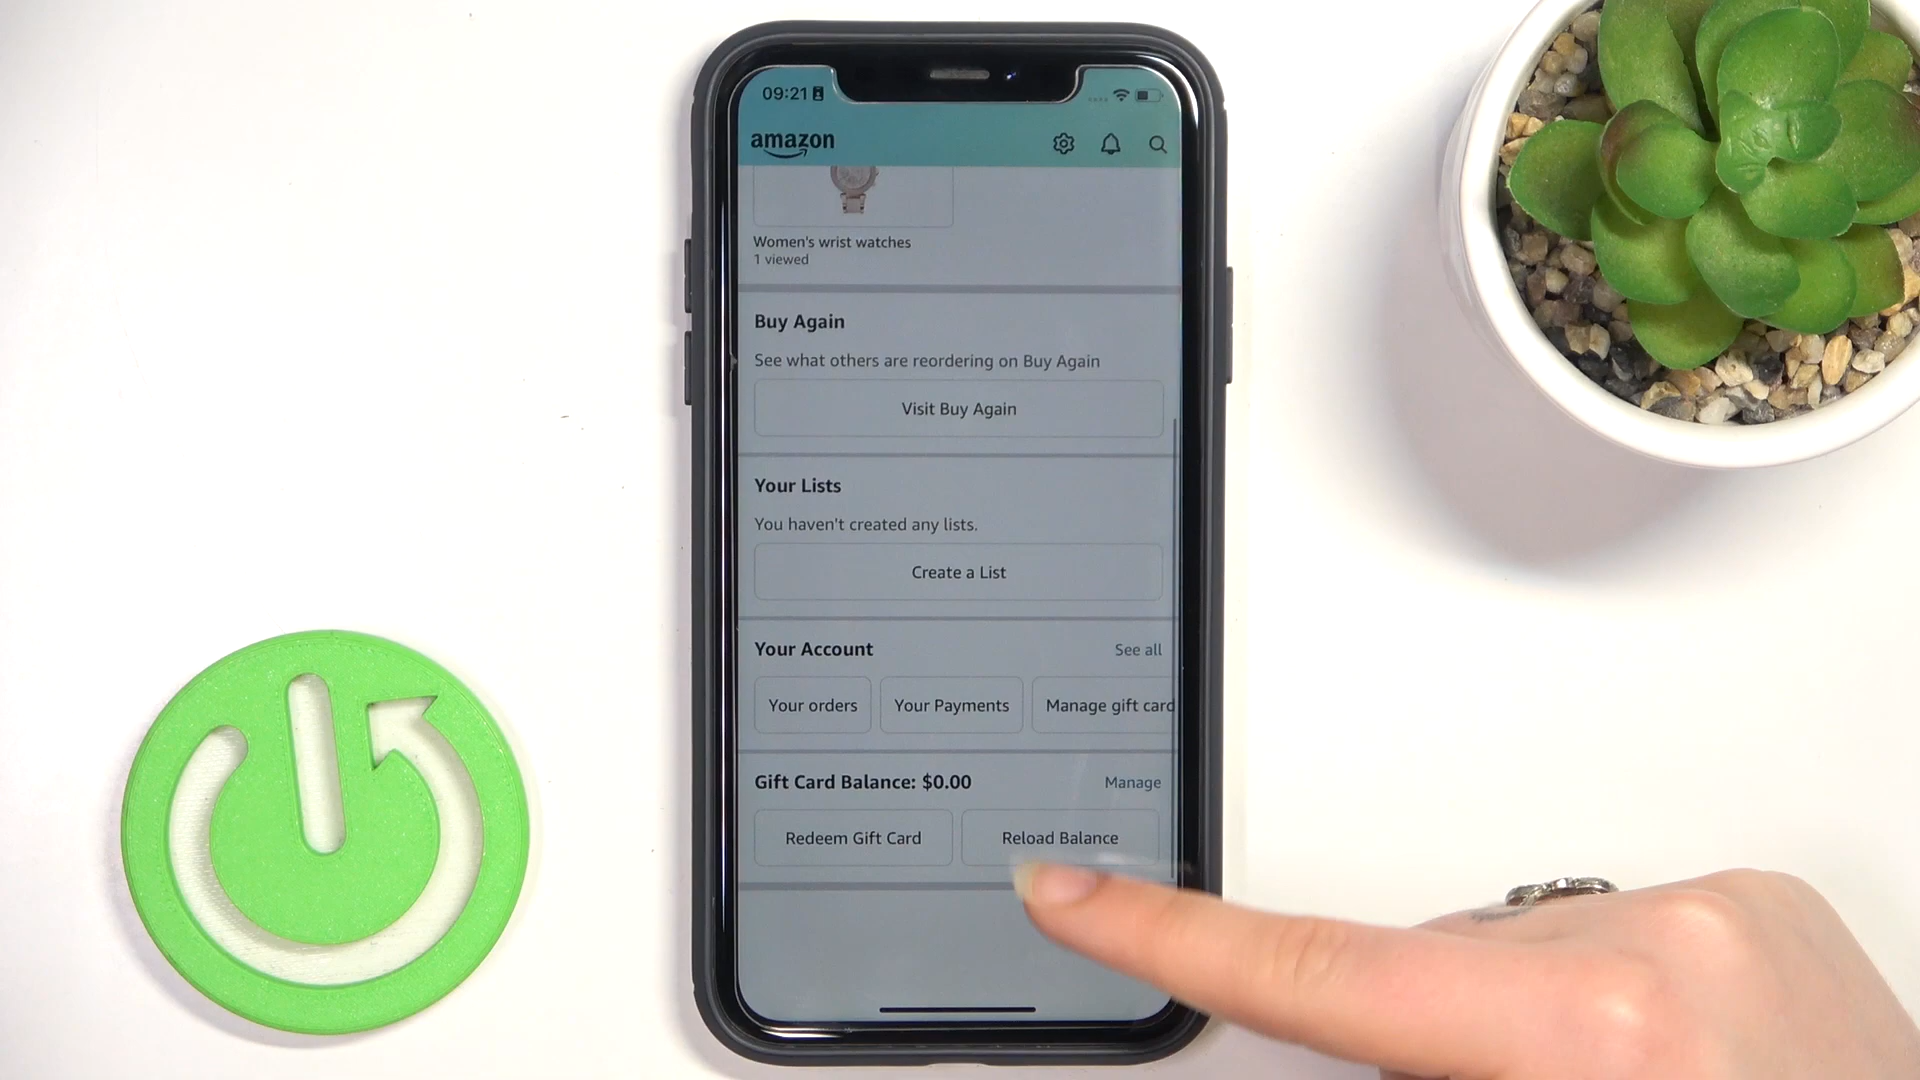 09:21
amazon
Women's wrist watches
1 viewed
Buy Again
See what others are reordering on Buy Again
Visit Buy Again
Your Lists
You haven't created any lists.
Create a List
Your Account See all
Your orders Your Payments Manage gift card
Gift Card Balance: $0.00 Manage
Redeem Gift Card Reload Balance